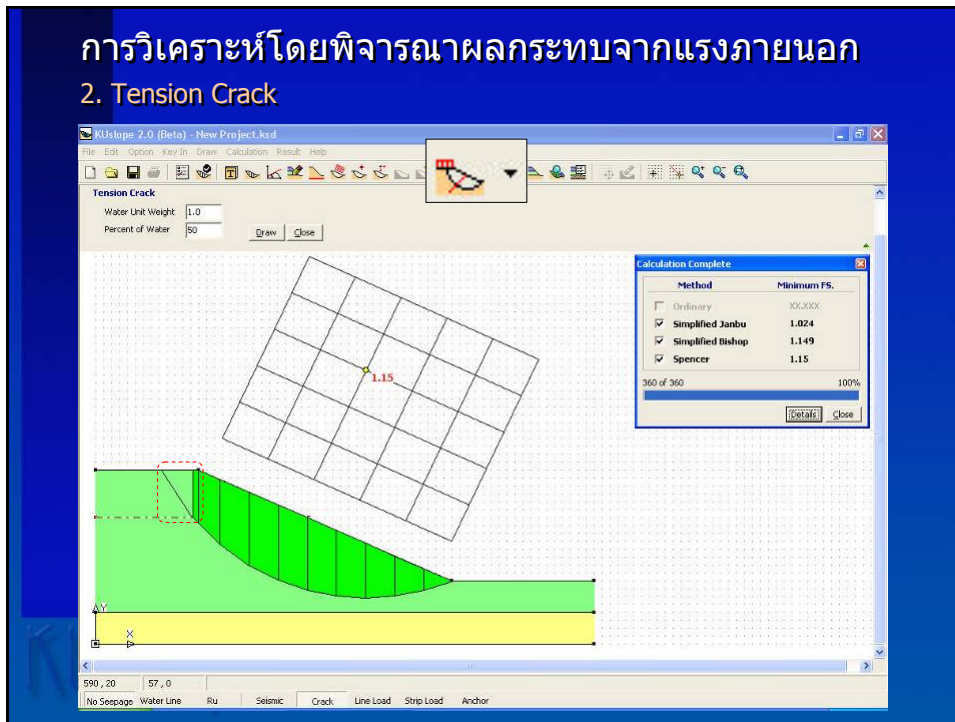 การวิเคราะห์โดยพิจารณาผลกระทบจากแรงภายนอก
2. Tension Crack
KUslope 2.0 (Beta) - New Project.ksd
File Edit Option Key In Draw Calculation Result Help
Tension Crack
Water Unit Weight 1.0
Percent of Water 50 Draw Close
Calculation Complete
Method Minimum FS.
Ordinary XX.XXX
Simplified Janbu 1.024
Simplified Bishop 1.149
Spencer 1.15
360 of 360 100%
Details Close
1.15
Y
X
590 , 20 57 , 0
No Seepage Water Line Ru Seismic Crack Line Load Strip Load Anchor